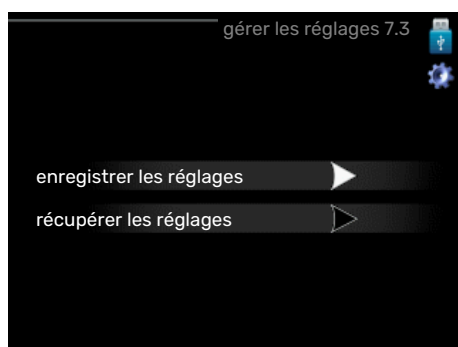 gérer les réglages 7.3
enregistrer les réglages
récupérer les réglages